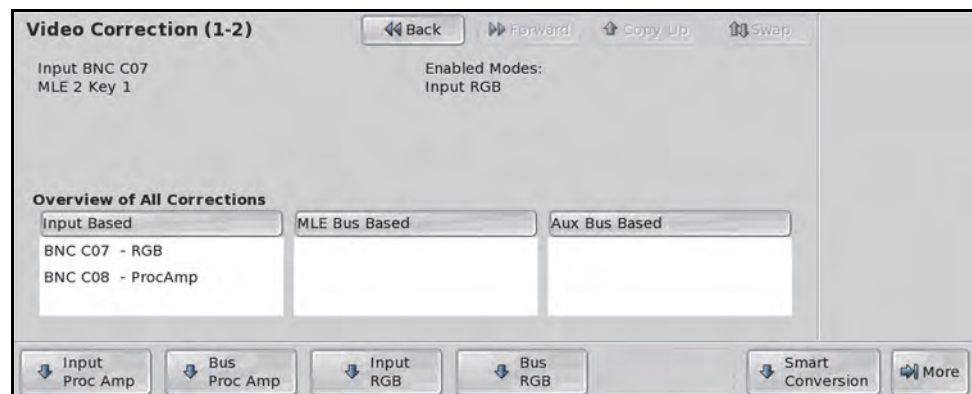 Video Correction (1-2)
Back
Forward
Copy Up
Swap
Input BNC C07
MLE 2 Key 1
Enabled Modes:
Input RGB
Overview of All Corrections
Input Based
MLE Bus Based
Aux Bus Based
BNC C07 - RGB
BNC C08 - ProcAmp
Input
Proc Amp
Bus
Proc Amp
Input
RGB
Bus
RGB
Smart
Conversion
More